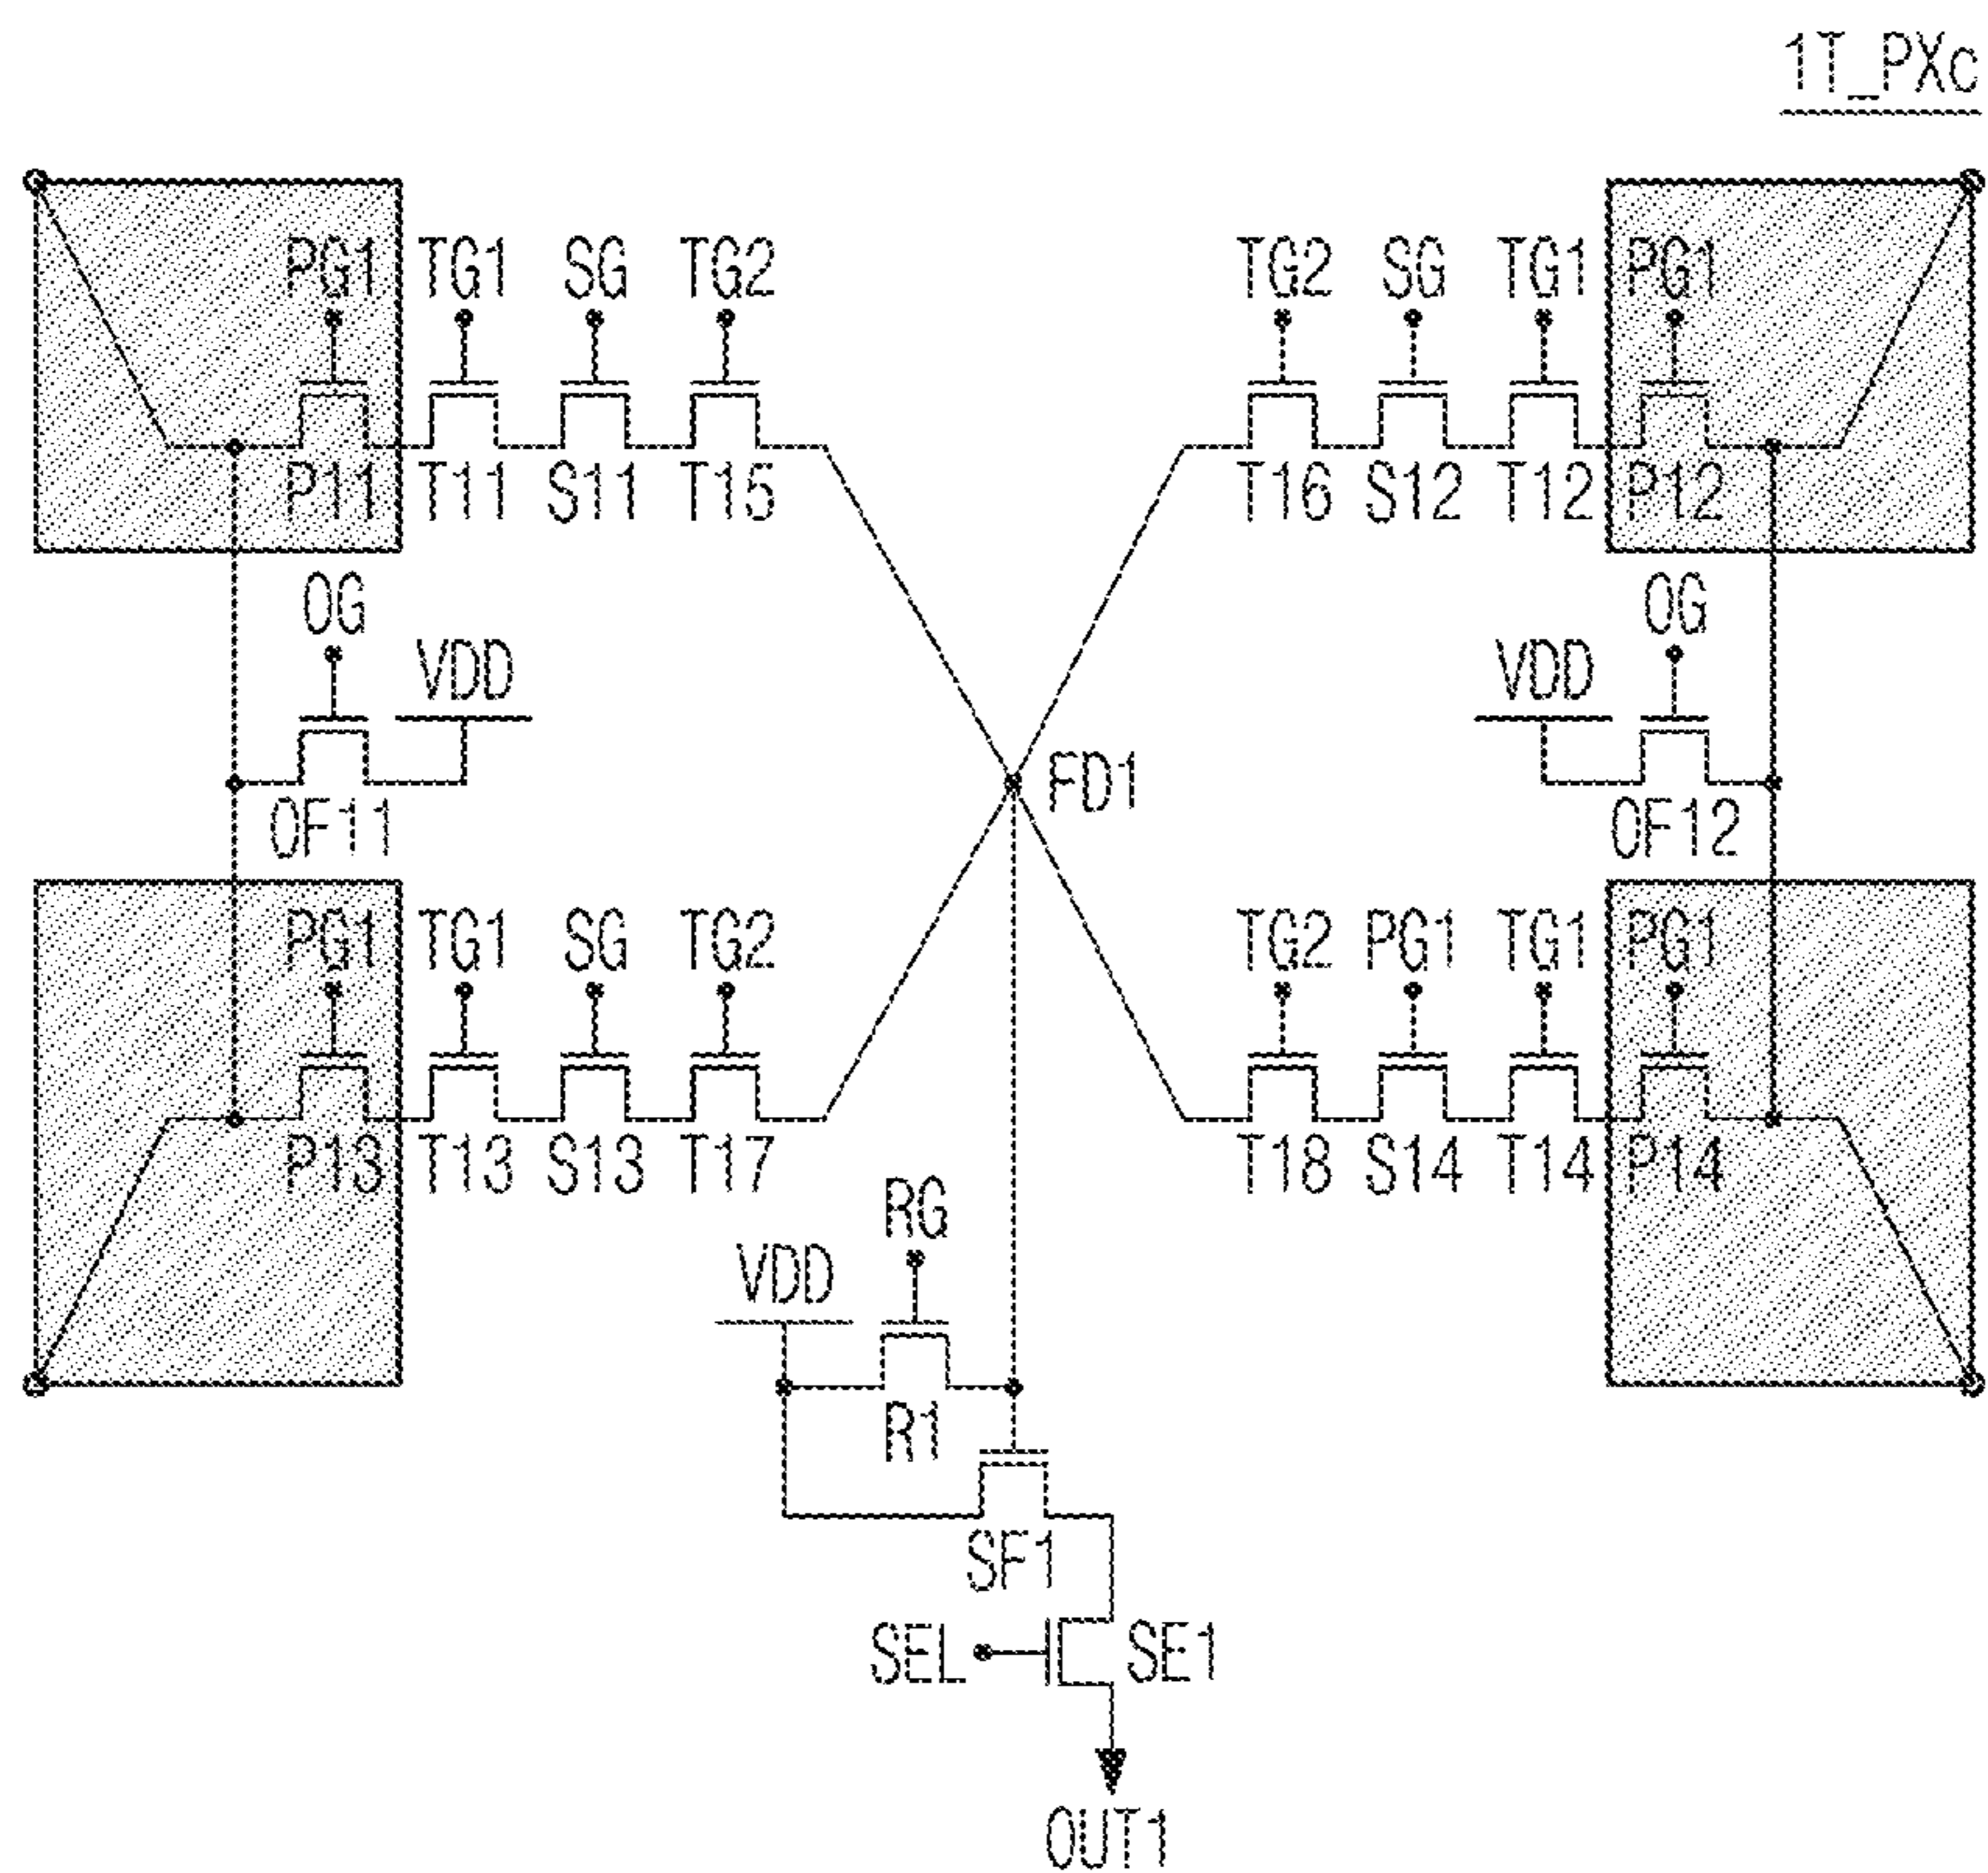 1T_PXc
PG1 TG1 SG TG2 TG2 SG TG1 PG1
P11 T11 S11 T15 T16 S12 T12 P12
OG OG
VDD VDD
FD1
OF11 OF12
PG1 TG1 SG TG2 TG2 PG1 TG1 PG1
P13 T13 S13 T17 T18 S14 T14 P14
RG
VDD
R1
SF1
SEL SE1
OUT1